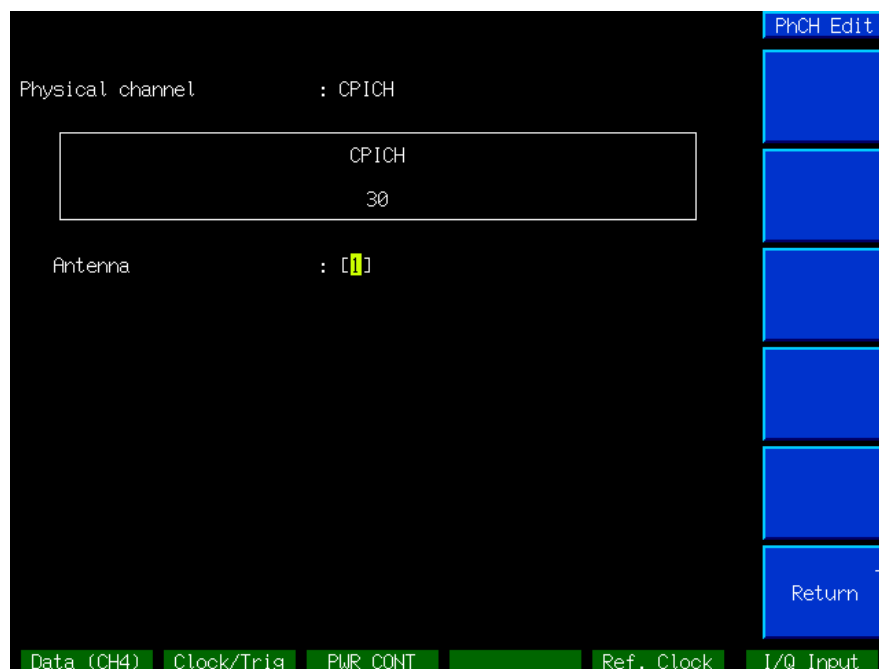 PhCH Edit
Physical channel : CPICH
CPICH
30
Antenna : [1]
Return
Data (CH4) Clock/Trig PWR CONT Ref. Clock I/Q Input